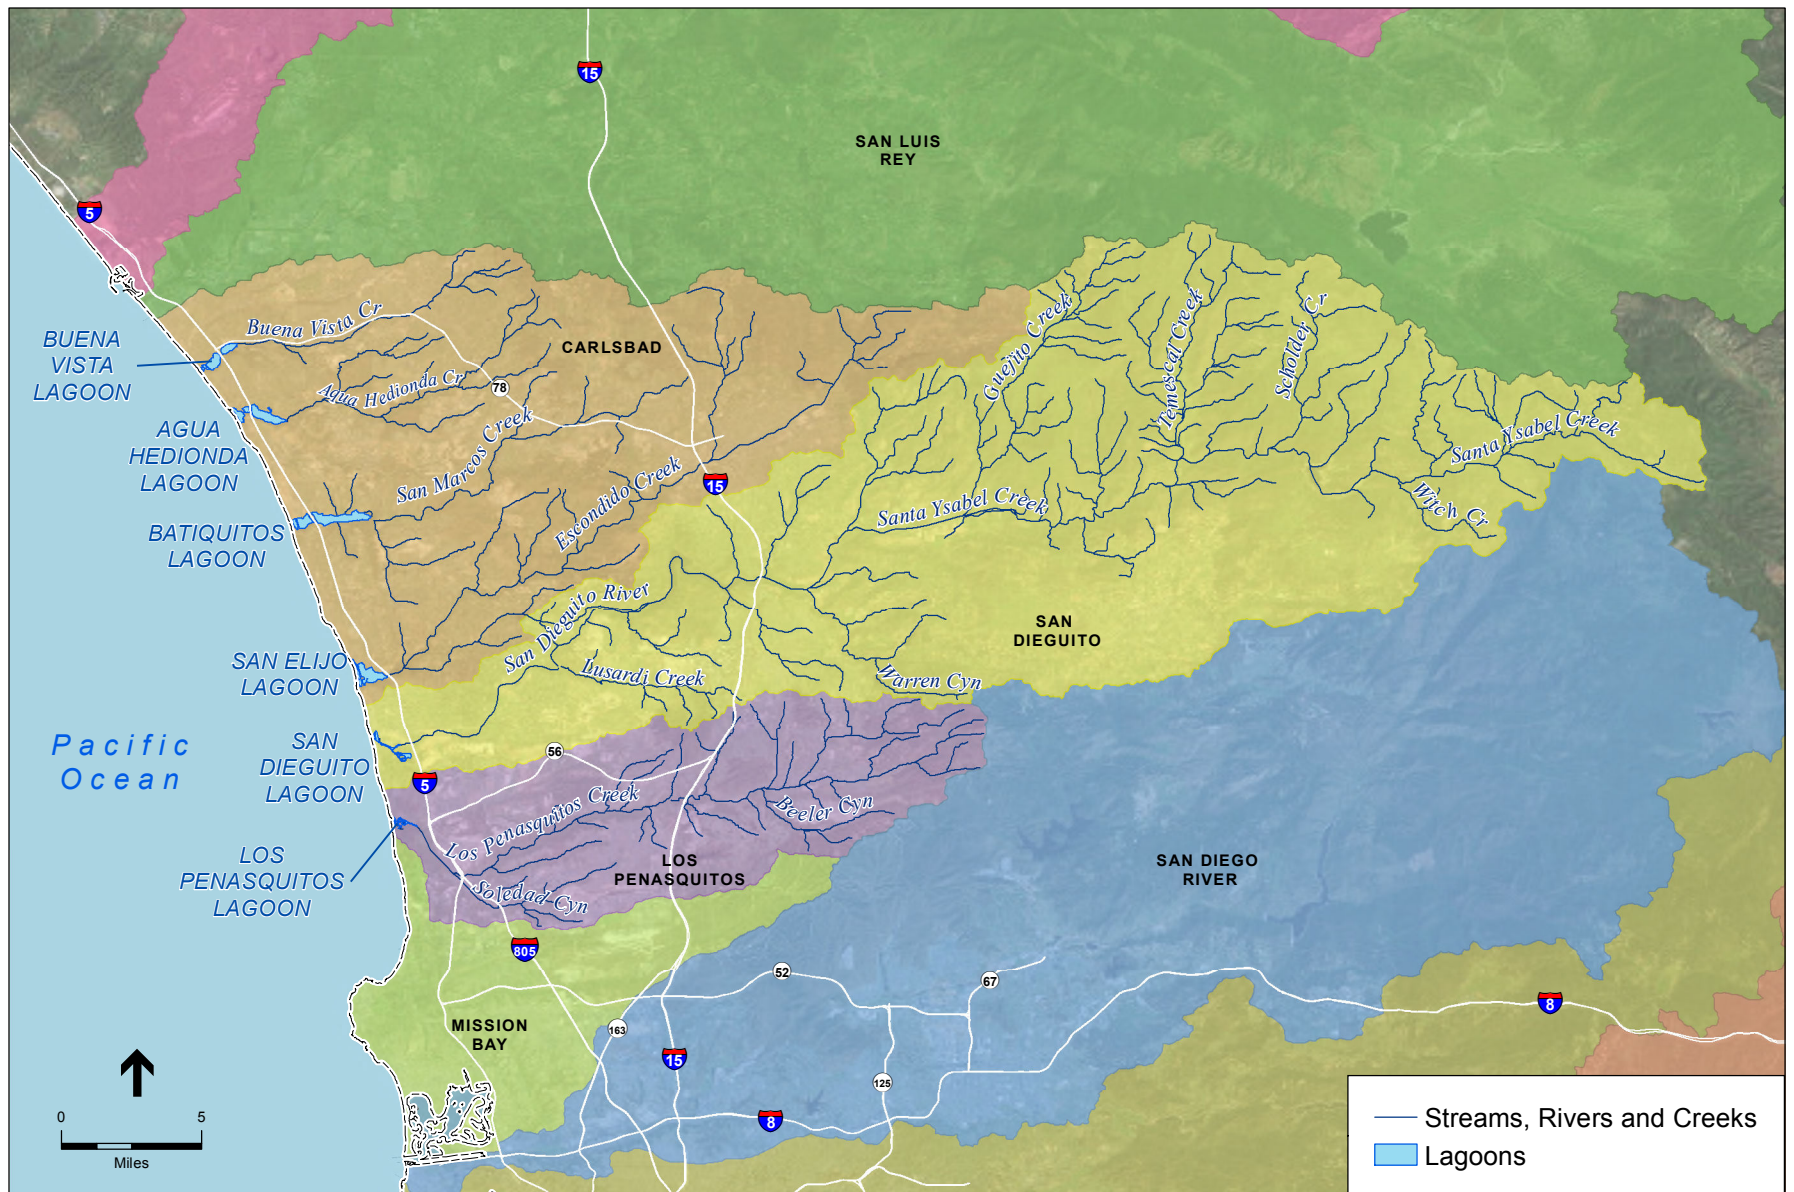 15
SAN LUIS
REY
5
BUENA
VISTA
LAGOON
Buena Vista Cr
CARLSBAD
Agua Hedionda Cr
78
San Marcos Creek
Escondido Creek
15
AGUA
HEDIONDA
LAGOON
BATIQUITOS
LAGOON
Guejito Creek
Temescal Creek
Scholder Cr
Santa Ysabel Creek
Santa Ysabel Creek
Witch Cr
San Dieguito River
SAN
DIEGUITO
Lusardi Creek
Warren Cyn
SAN ELIJO
LAGOON
Pacific
Ocean
SAN
DIEGUITO
LAGOON
56
5
Los Penasquitos Creek
Beeler Cyn
LOS
PENASQUITOS
LAGOON
LOS
PENASQUITOS
Soledad Cyn
SAN DIEGO
RIVER
805
52
67
8
MISSION
BAY
163
15
125
8
0 5
Miles
Streams, Rivers and Creeks
Lagoons